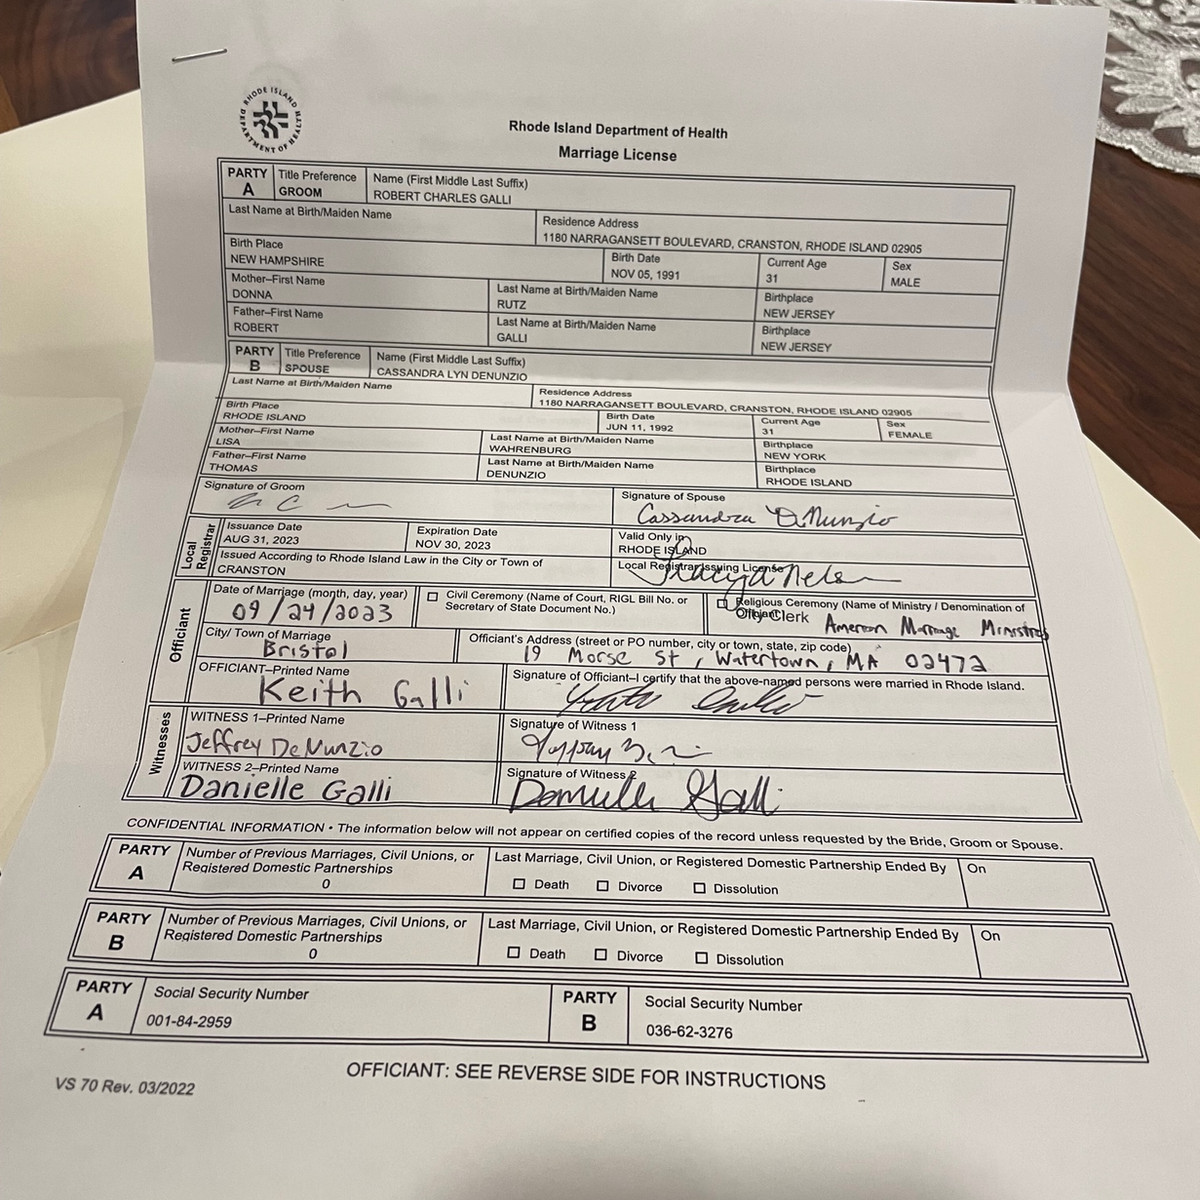 RHODE ISLAND DEPARTMENT OF HEALTH
Rhode Island Department of Health
Marriage License
PARTY A Title Preference Name (First Middle Last Suffix)
GROOM ROBERT CHARLES GALLI
Last Name at Birth/Maiden Name Residence Address
1180 NARRAGANSETT BOULEVARD, CRANSTON, RHODE ISLAND 02905
Birth Place Birth Date Current Age Sex
NEW HAMPSHIRE NOV 05, 1991 31 MALE
Mother–First Name Last Name at Birth/Maiden Name Birthplace
DONNA RUTZ NEW JERSEY
Father–First Name Last Name at Birth/Maiden Name Birthplace
ROBERT GALLI NEW JERSEY
PARTY B Title Preference Name (First Middle Last Suffix)
SPOUSE CASSANDRA LYN DENUNZIO
Last Name at Birth/Maiden Name Residence Address
1180 NARRAGANSETT BOULEVARD, CRANSTON, RHODE ISLAND 02905
Birth Place Birth Date Current Age Sex
RHODE ISLAND JUN 11, 1992 31 FEMALE
Mother–First Name Last Name at Birth/Maiden Name Birthplace
LISA WAHRENBURG NEW YORK
Father–First Name Last Name at Birth/Maiden Name Birthplace
THOMAS DENUNZIO RHODE ISLAND
Signature of Groom Signature of Spouse
Cassandra DeNunzio
Local Registrar
Issuance Date Expiration Date Valid Only in
AUG 31, 2023 NOV 30, 2023 RHODE ISLAND
Issued According to Rhode Island Law in the City or Town of Local Registrar Issuing License
CRANSTON
Officiant
Date of Marriage (month, day, year) Civil Ceremony (Name of Court, RIGL Bill No. or Secretary of State Document No.) Religious Ceremony (Name of Ministry / Denomination of Officiant)
09/24/2023 City Clerk American Marriage Ministries
City/ Town of Marriage Officiant's Address (street or PO number, city or town, state, zip code)
Bristol 19 Morse St, Watertown, MA 02472
OFFICIANT–Printed Name Signature of Officiant–I certify that the above-named persons were married in Rhode Island.
Keith Galli
Witnesses
WITNESS 1–Printed Name Signature of Witness 1
Jeffrey DeNunzio
WITNESS 2–Printed Name Signature of Witness 2
Danielle Galli Danielle Galli
CONFIDENTIAL INFORMATION • The information below will not appear on certified copies of the record unless requested by the Bride, Groom or Spouse.
PARTY A Number of Previous Marriages, Civil Unions, or Registered Domestic Partnerships Last Marriage, Civil Union, or Registered Domestic Partnership Ended By On
0 Death Divorce Dissolution
PARTY B Number of Previous Marriages, Civil Unions, or Registered Domestic Partnerships Last Marriage, Civil Union, or Registered Domestic Partnership Ended By On
0 Death Divorce Dissolution
PARTY A Social Security Number PARTY B Social Security Number
001-84-2959 036-62-3276
OFFICIANT: SEE REVERSE SIDE FOR INSTRUCTIONS
VS 70 Rev. 03/2022